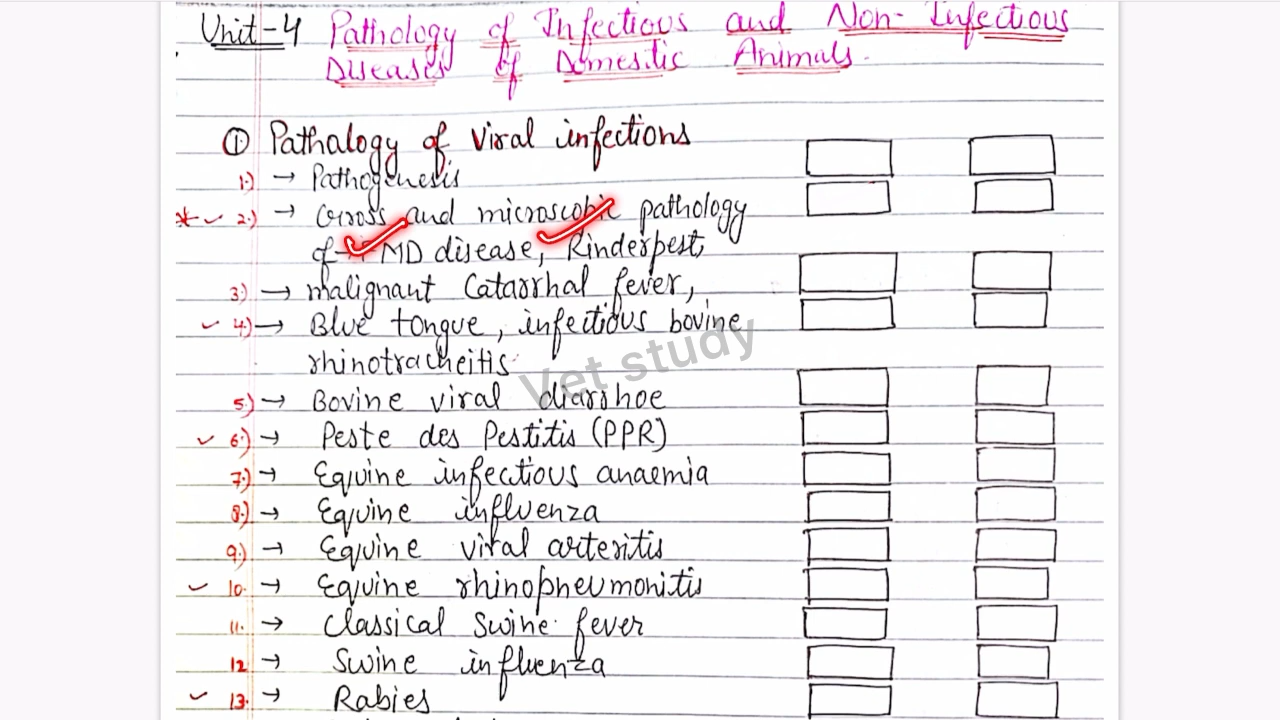 Unit-4 Pathology of Infectious and Non-Infectious
Diseases of Domestic Animals.
① Pathalogy of viral infections
1.) → Pathogenesis
* ✓ 2.) → Gross and microscopic pathology
of MD disease, Rinderpest,
3) → malignant Catarrhal fever,
✓ 4.) → Blue tongue, infectious bovine
rhinotracheitis.
Vet study
5.) → Bovine viral diarrhoe
✓ 6.) → Peste des Pestitis (PPR)
7.) → Equine infectious anaemia
8.) → Equine influenza
9.) → Equine viral arteritis
✓ 10. → Equine rhinopneumonitis
11. → Classical Swine fever
12 → Swine influenza
✓ 13. → Rabies